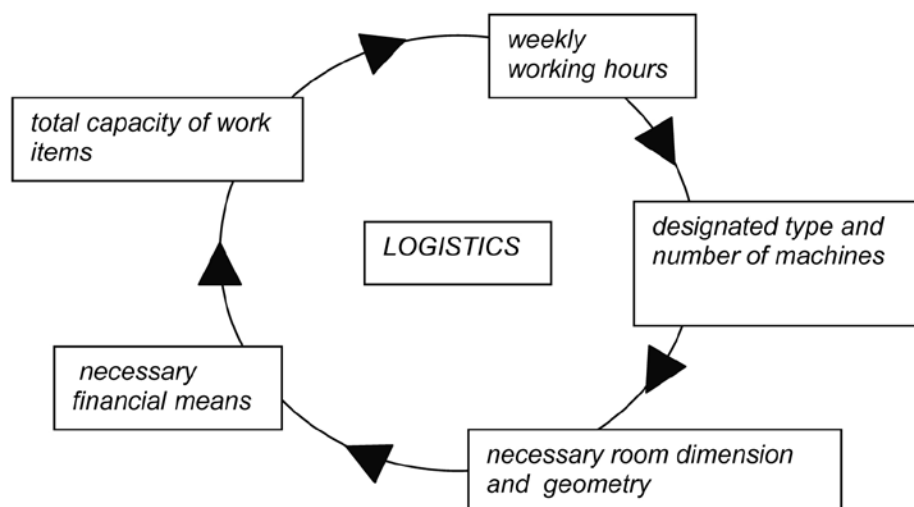 weekly
working hours
total capacity of work
items
designated type and
number of machines
LOGISTICS
necessary
financial means
necessary room dimension
and geometry